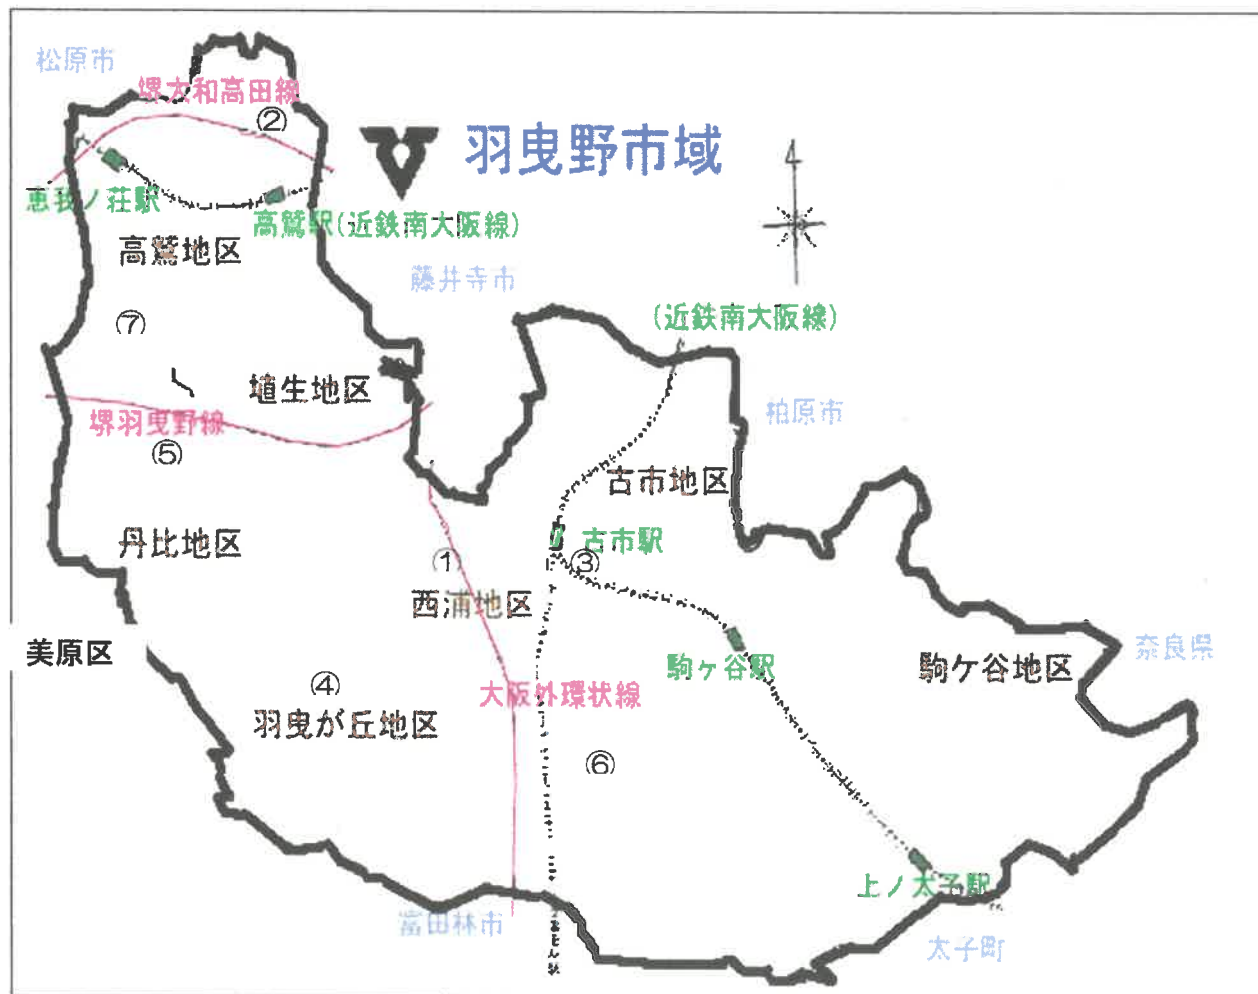 松原市
堺大和高田線
②
羽曳野市域
恵我ノ荘駅
高鷲駅(近鉄南大阪線)
高鷲地区
藤井寺市
(近鉄南大阪線)
⑦
埴生地区
柏原市
堺羽曳野線
⑤
古市地区
丹比地区
古市駅
①
③
西浦地区
美原区
駒ヶ谷駅
駒ケ谷地区
奈良県
④
大阪外環状線
羽曳が丘地区
⑥
上ノ太子駅
富田林市
太子町